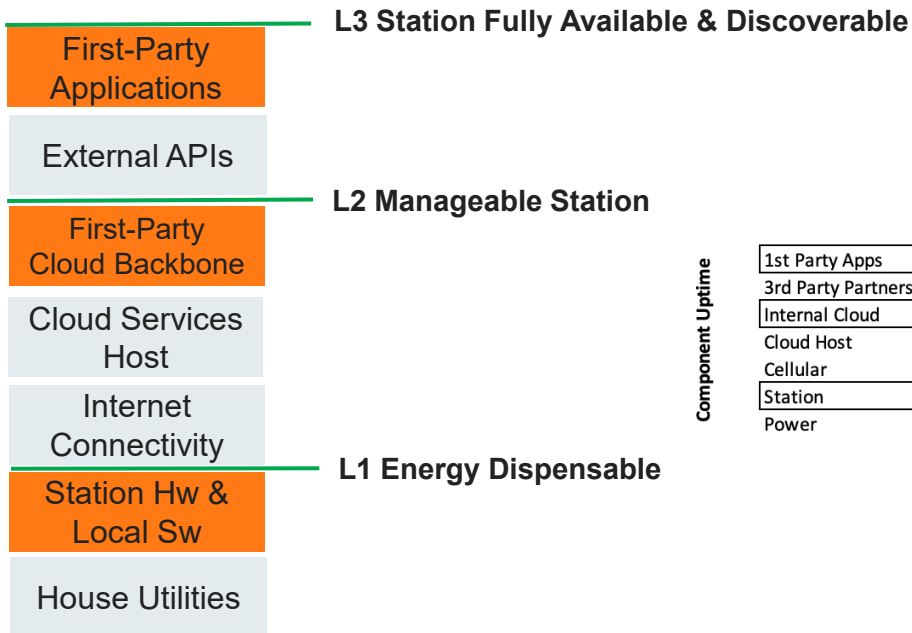 L3 Station Fully Available & Discoverable
First-Party
Applications
External APIs
L2 Manageable Station
First-Party
Cloud Backbone
Cloud Services
Host
Internet
Connectivity
L1 Energy Dispensable
Station Hw &
Local Sw
House Utilities
Component Uptime
1st Party Apps
3rd Party Partners
Internal Cloud
Cloud Host
Cellular
Station
Power